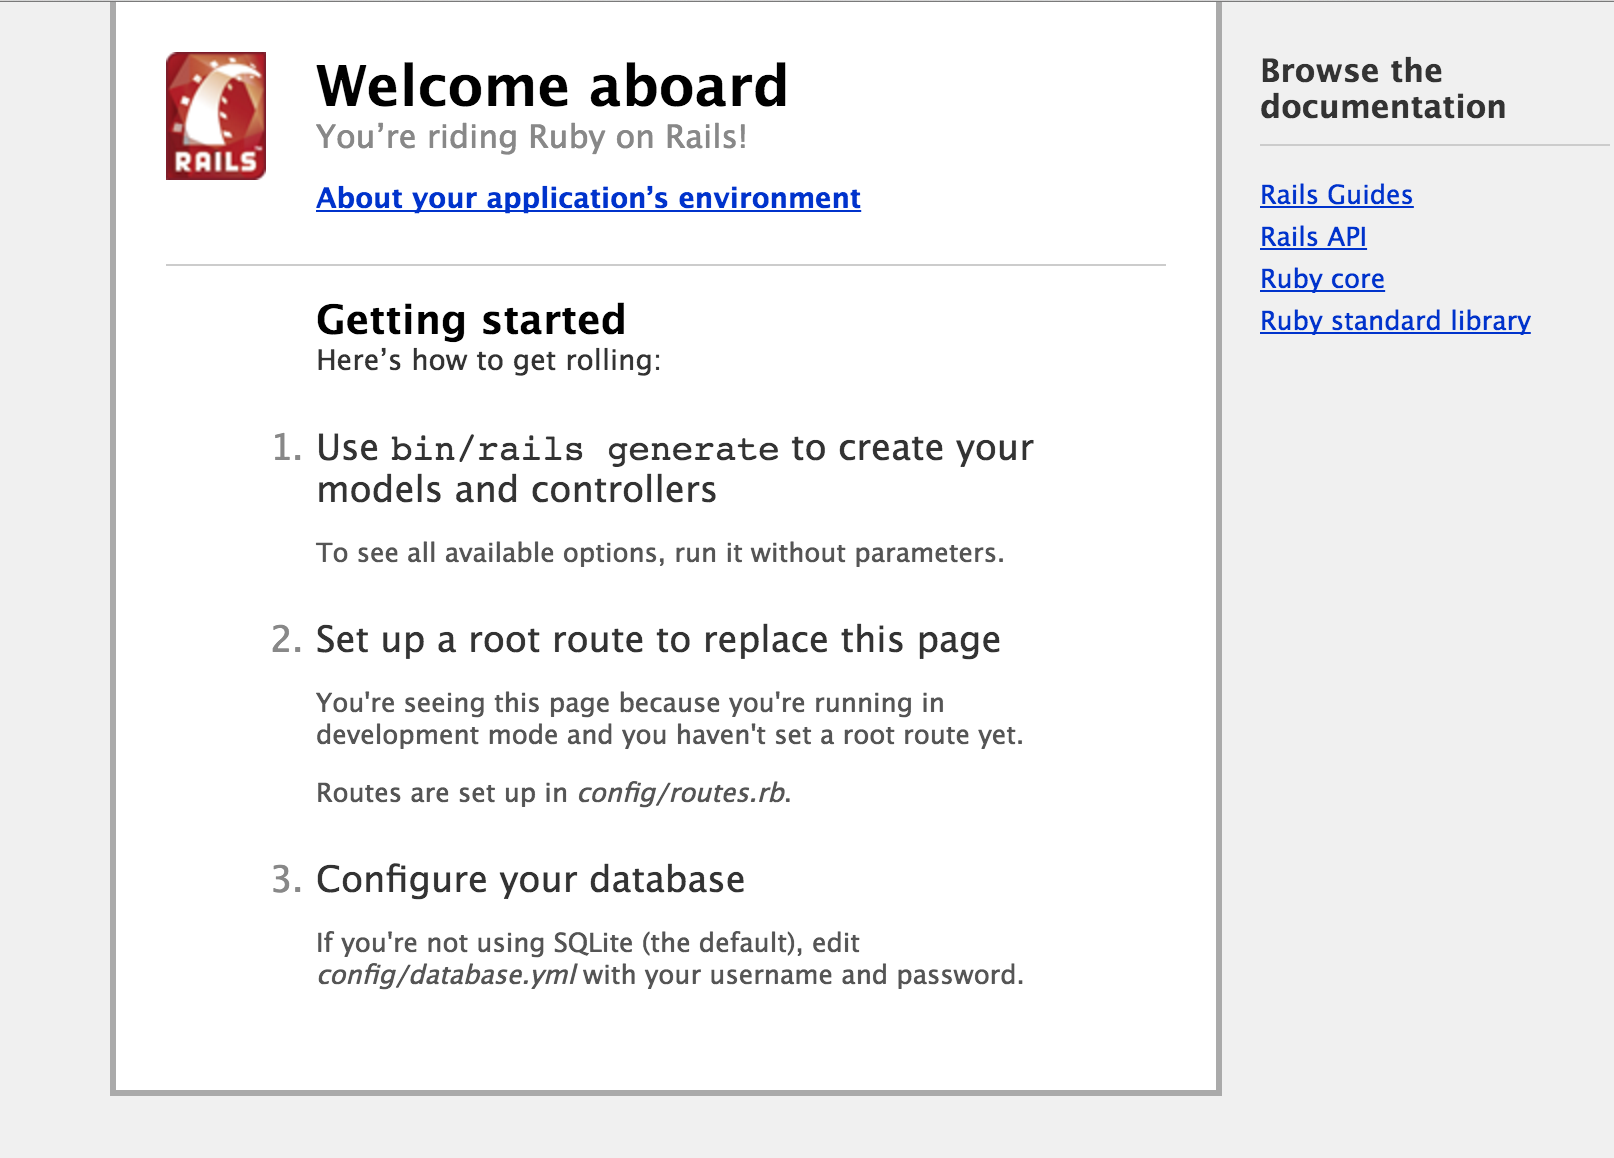 RAILS™
Welcome aboard
You’re riding Ruby on Rails!
About your application’s environment
Getting started
Here’s how to get rolling:
1. Use bin/rails generate to create your
models and controllers
To see all available options, run it without parameters.
2. Set up a root route to replace this page
You're seeing this page because you're running in
development mode and you haven't set a root route yet.
Routes are set up in config/routes.rb.
3. Configure your database
If you're not using SQLite (the default), edit
config/database.yml with your username and password.
Browse the
documentation
Rails Guides
Rails API
Ruby core
Ruby standard library